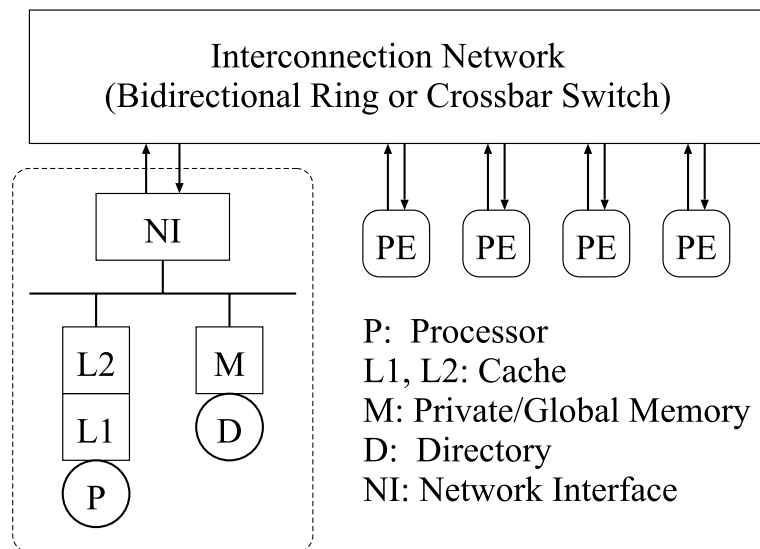 Interconnection Network
(Bidirectional Ring or Crossbar Switch)
NI
PE PE PE PE
L2 M
L1 D
P
P: Processor
L1, L2: Cache
M: Private/Global Memory
D: Directory
NI: Network Interface